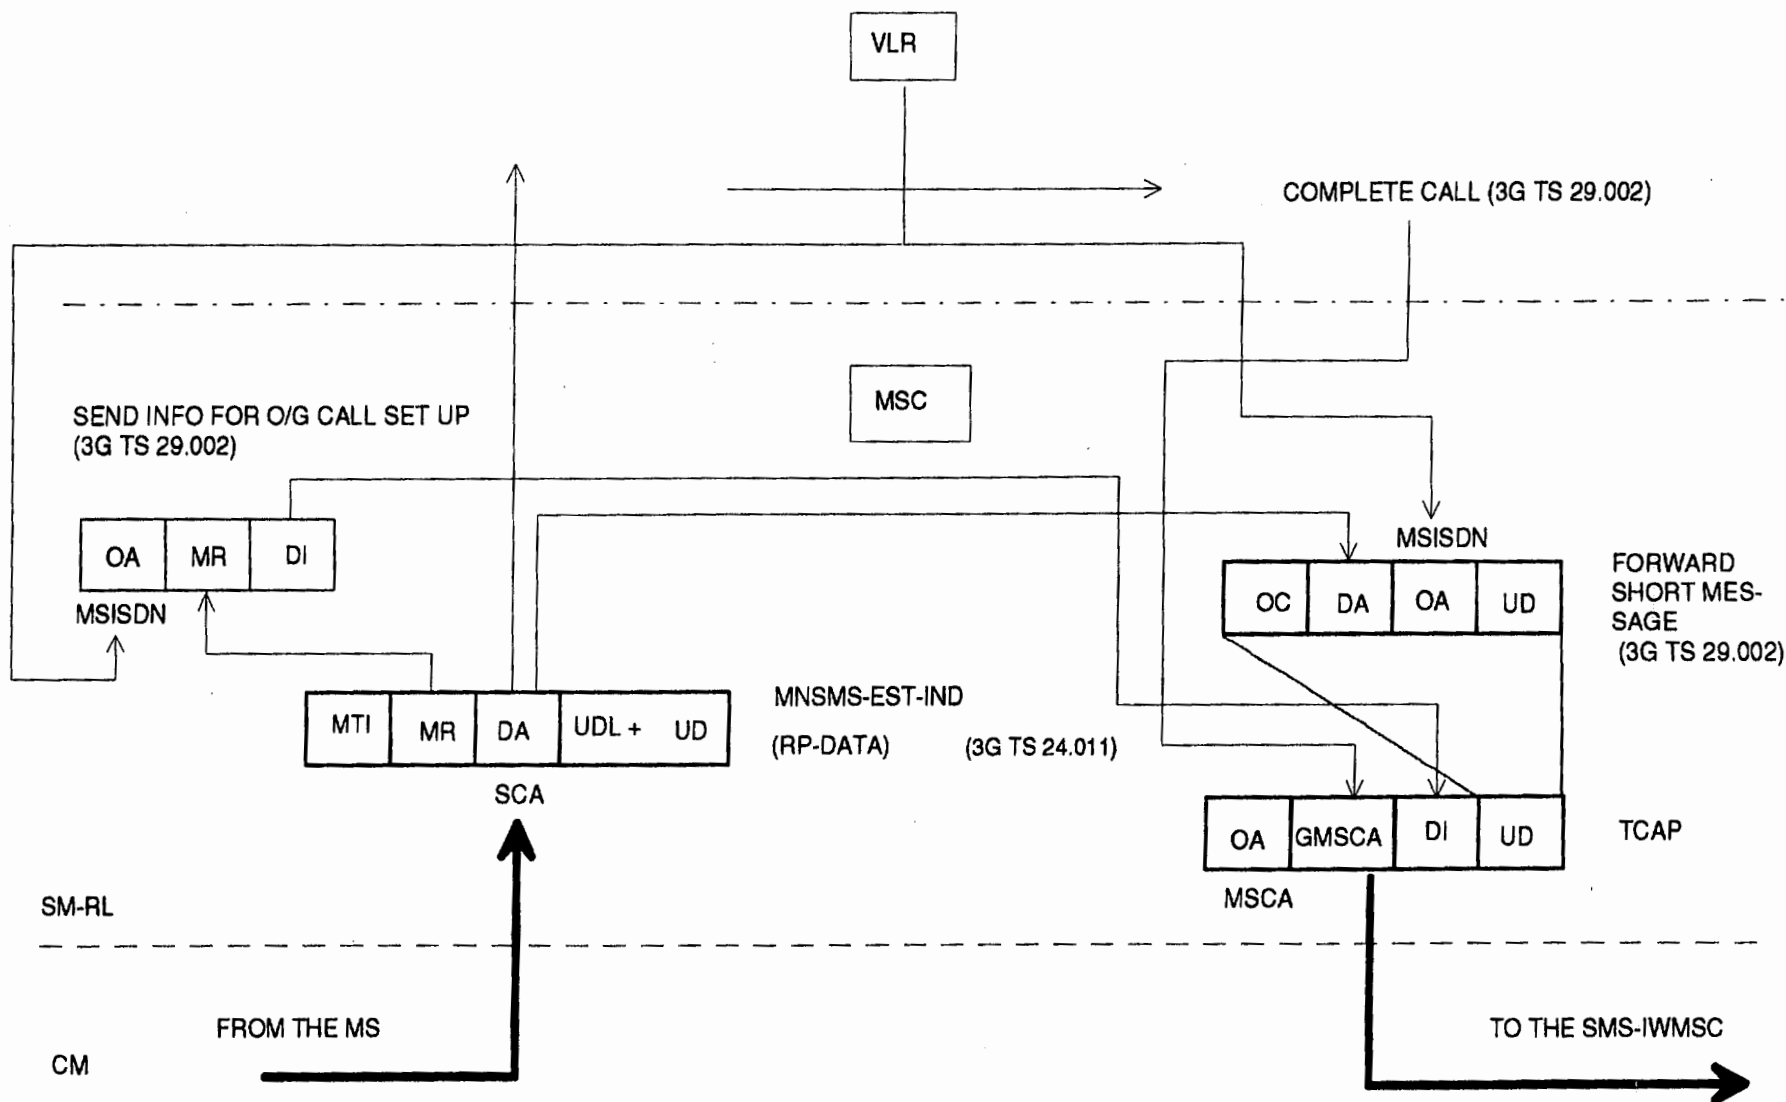 VLR
COMPLETE CALL (3G TS 29.002)
MSC
SEND INFO FOR O/G CALL SET UP
(3G TS 29.002)
OA MR DI
MSISDN
MSISDN
OC DA OA UD
FORWARD
SHORT MES-
SAGE
(3G TS 29.002)
MTI MR DA UDL + UD
MNSMS-EST-IND
(RP-DATA) (3G TS 24.011)
SCA
OA GMSCA DI UD
TCAP
MSCA
SM-RL
FROM THE MS
TO THE SMS-IWMSC
CM